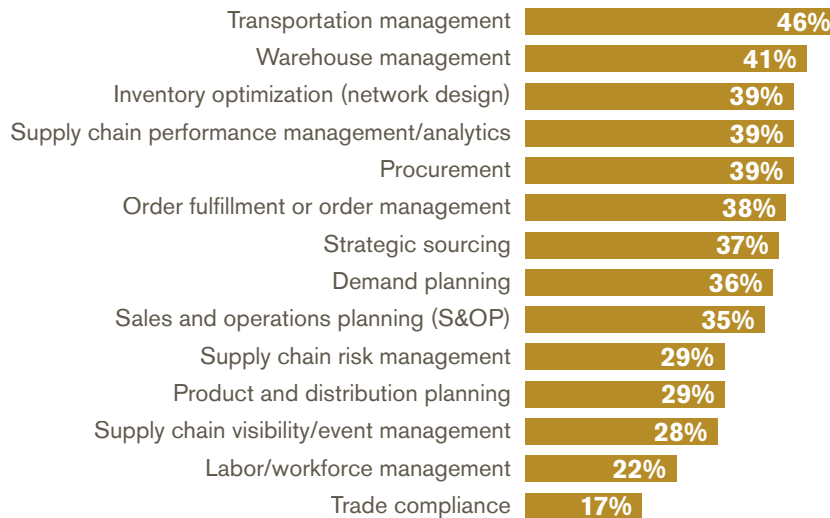 Transportation management 46%
Warehouse management 41%
Inventory optimization (network design) 39%
Supply chain performance management/analytics 39%
Procurement 39%
Order fulfillment or order management 38%
Strategic sourcing 37%
Demand planning 36%
Sales and operations planning (S&OP) 35%
Supply chain risk management 29%
Product and distribution planning 29%
Supply chain visibility/event management 28%
Labor/workforce management 22%
Trade compliance 17%